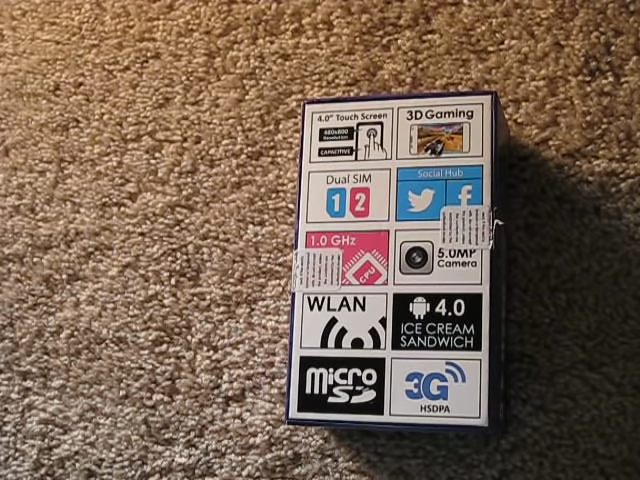 4.0" Touch Screen
480x800
Resolution
CAPACITIVE
3D Gaming
Dual SIM
1 2
Social Hub
f
1.0 GHz
CPU
5.0MP
Camera
WLAN
4.0
ICE CREAM
SANDWICH
micro
SD
3G
HSDPA